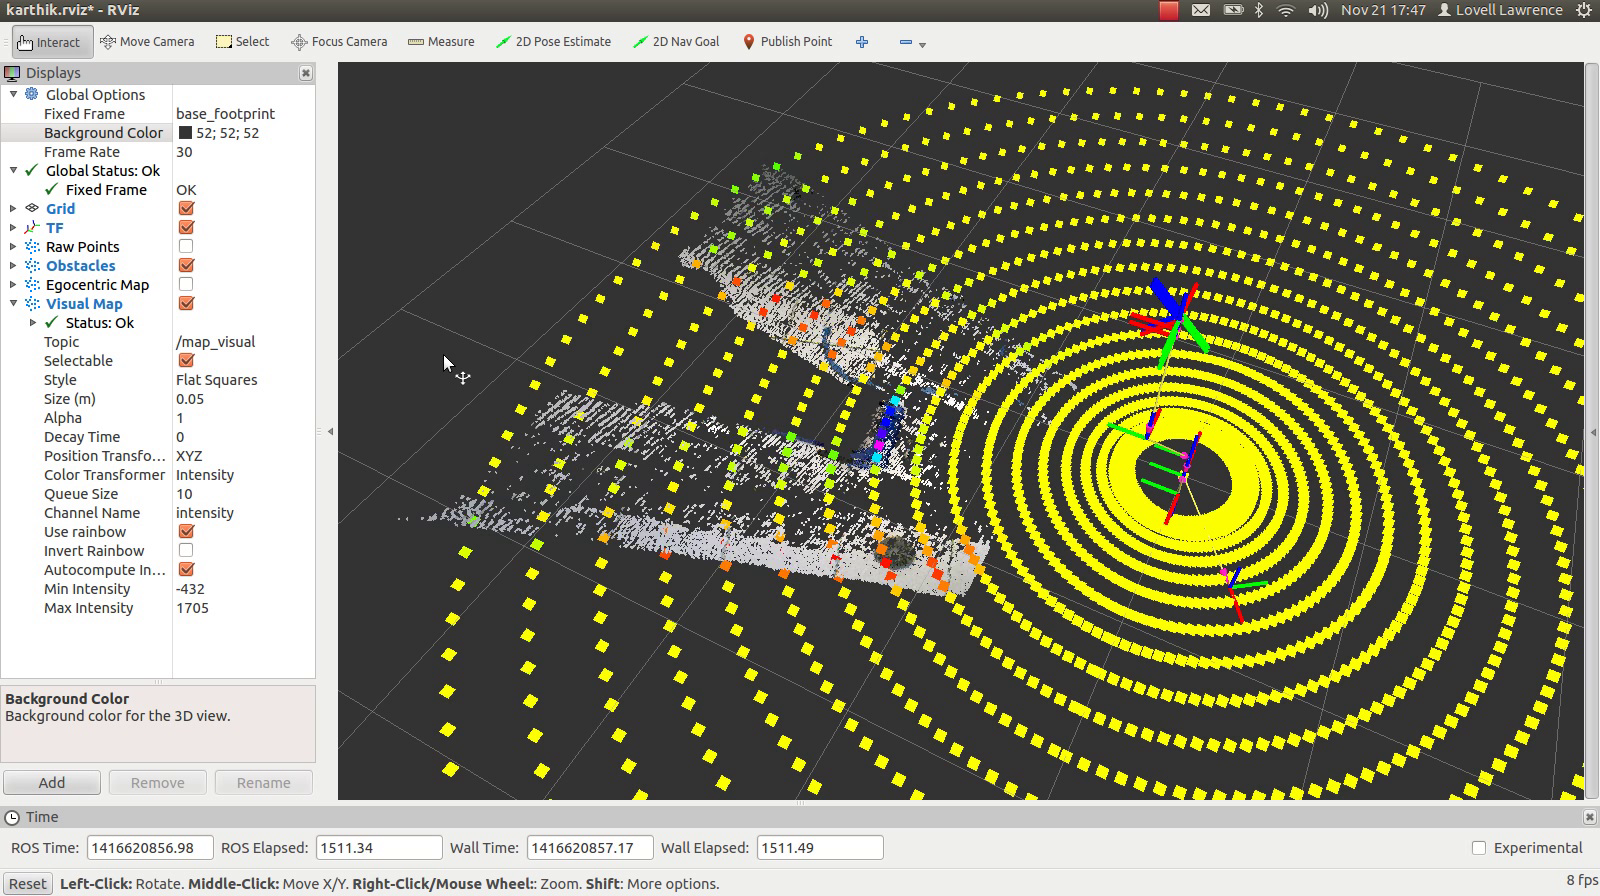 karthik.rviz* - RViz
Nov 21 17:47 Lovell Lawrence
Interact Move Camera Select Focus Camera Measure 2D Pose Estimate 2D Nav Goal Publish Point
Displays
Global Options
Fixed Frame base_footprint
Background Color 52; 52; 52
Frame Rate 30
Global Status: Ok
Fixed Frame OK
Grid
TF
Raw Points
Obstacles
Egocentric Map
Visual Map
Status: Ok
Topic /map_visual
Selectable
Style Flat Squares
Size (m) 0.05
Alpha 1
Decay Time 0
Position Transfo... XYZ
Color Transformer Intensity
Queue Size 10
Channel Name intensity
Use rainbow
Invert Rainbow
Autocompute In...
Min Intensity -432
Max Intensity 1705
Background Color
Background color for the 3D view.
Add Remove Rename
Time
ROS Time: 1416620856.98 ROS Elapsed: 1511.34 Wall Time: 1416620857.17 Wall Elapsed: 1511.49 Experimental
Reset Left-Click: Rotate. Middle-Click: Move X/Y. Right-Click/Mouse Wheel:: Zoom. Shift: More options. 8 fps